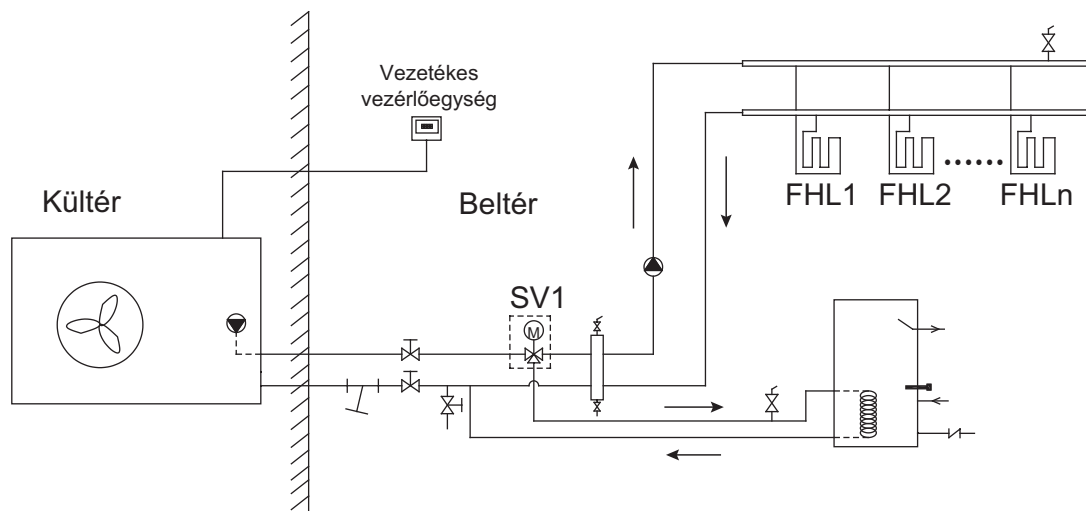 Vezetékes
vezérlőegység
Kültér
Beltér
FHL1
FHL2
FHLn
SV1
M